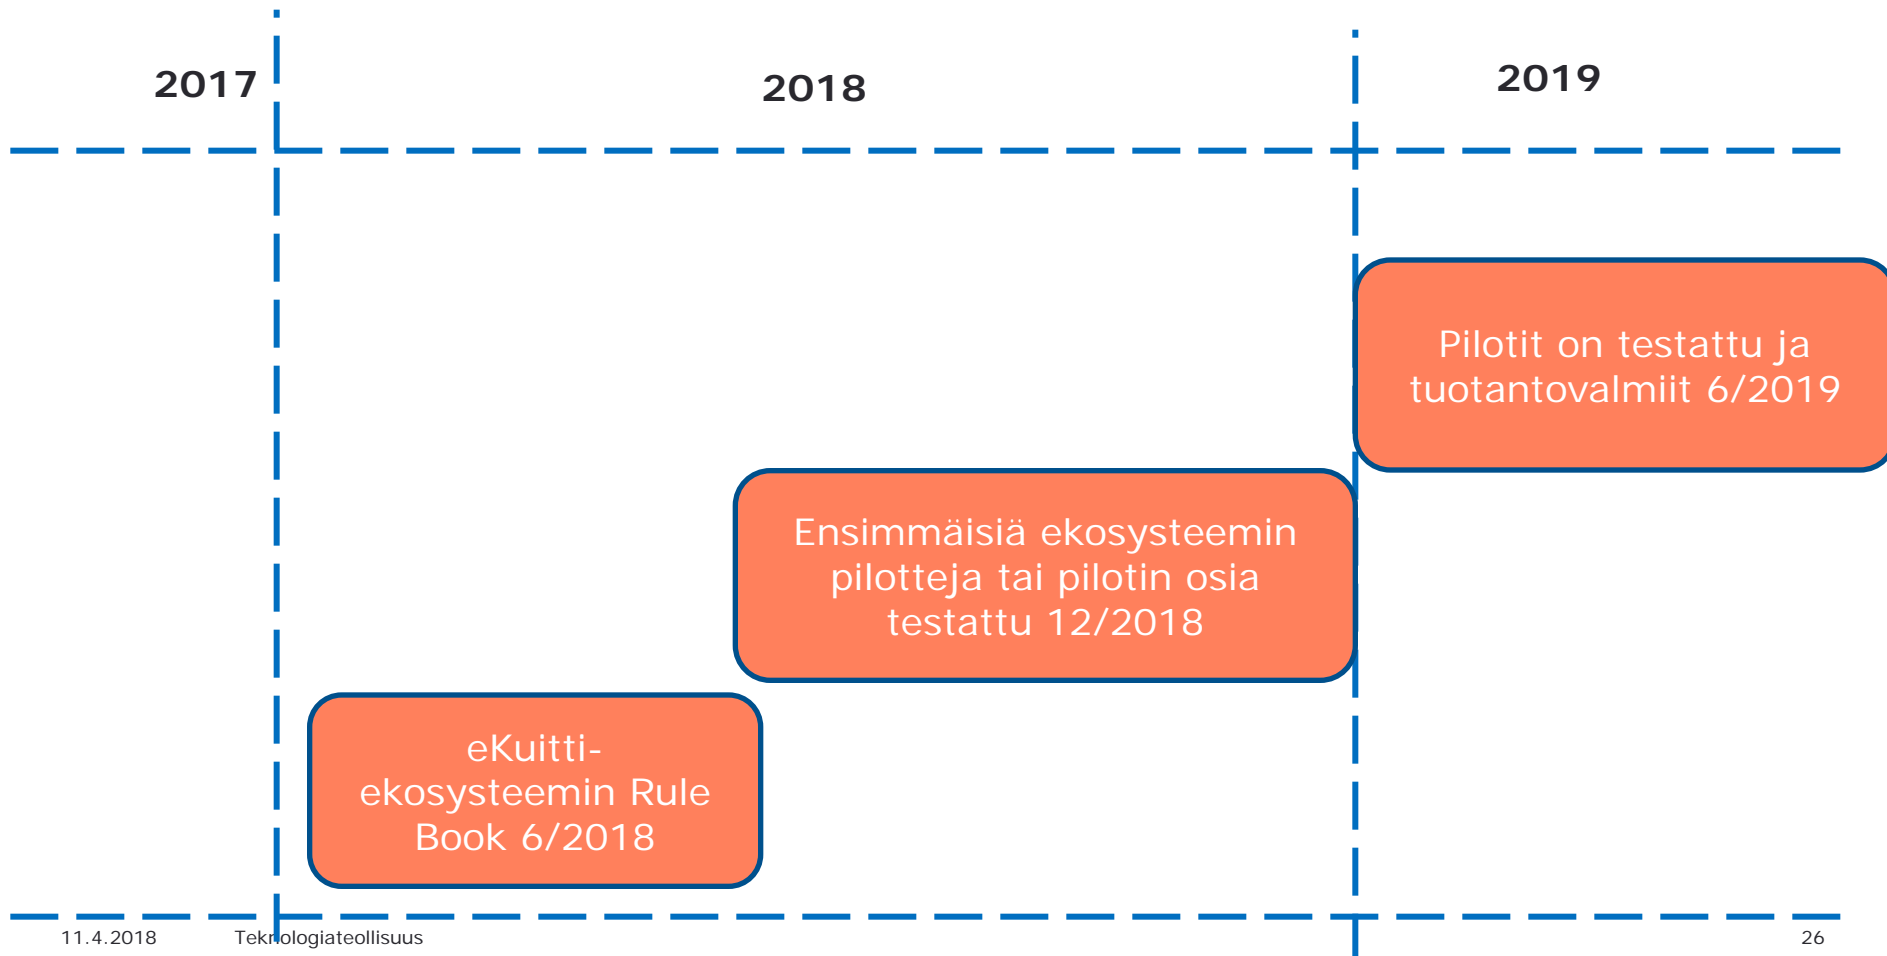 2017
2018
2019
Pilotit on testattu ja
tuotantovalmiit 6/2019
Ensimmäisiä ekosysteemin
pilotteja tai pilotin osia
testattu 12/2018
eKuitti-
ekosysteemin Rule
Book 6/2018
11.4.2018
Teknologiateollisuus
26